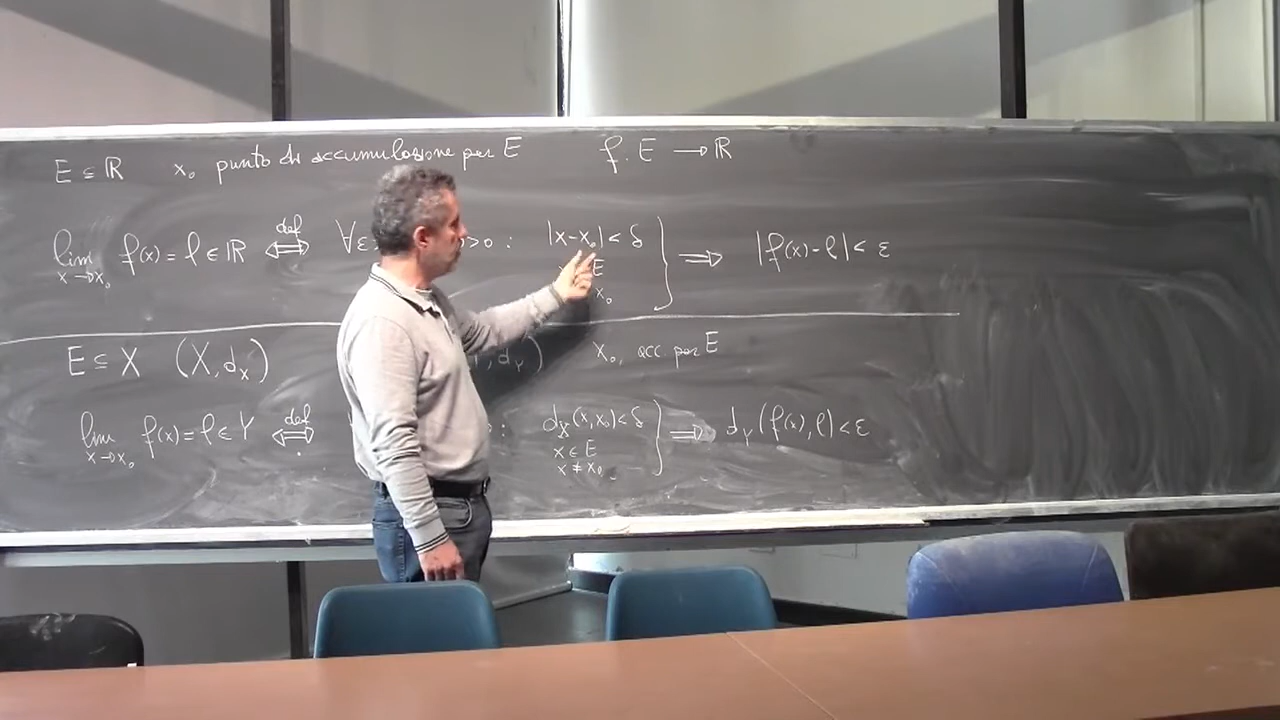 E ⊆ ℝ x₀ punto di accumulazione per E f. E → ℝ
lim f(x) = ℓ ∈ ℝ ⇔ def ∀ε >0 : |x-x₀| < δ ⇒ |f(x)-ℓ| < ε
x→x₀
E
x₀
E ⊆ X (X, d_X) , d_Y) x₀, acc. per E
lim f(x) = ℓ ∈ Y ⇔ def : d_X(x, x₀) < δ ⇒ d_Y(f(x), ℓ) < ε
x→x₀ x ∈ E
x ≠ x₀